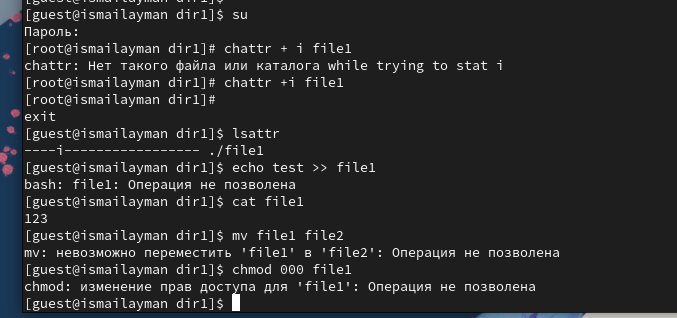 [guest@ismailayman dir1]$
[guest@ismailayman dir1]$ su
Пароль:
[root@ismailayman dir1]# chattr + i file1
chattr: Нет такого файла или каталога while trying to stat i
[root@ismailayman dir1]# chattr +i file1
[root@ismailayman dir1]#
exit
[guest@ismailayman dir1]$ lsattr
----i----------------- ./file1
[guest@ismailayman dir1]$ echo test >> file1
bash: file1: Операция не позволена
[guest@ismailayman dir1]$ cat file1
123
[guest@ismailayman dir1]$ mv file1 file2
mv: невозможно переместить 'file1' в 'file2': Операция не позволена
[guest@ismailayman dir1]$ chmod 000 file1
chmod: изменение прав доступа для 'file1': Операция не позволена
[guest@ismailayman dir1]$